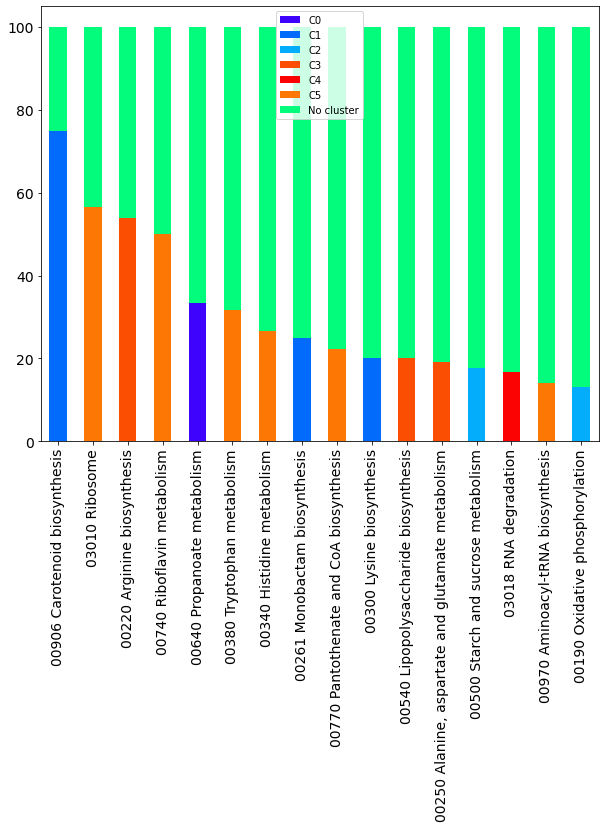 C0
C1
C2
C3
C4
C5
No cluster
100
80
60
40
20
0
00906 Carotenoid biosynthesis
03010 Ribosome
00220 Arginine biosynthesis
00740 Riboflavin metabolism
00640 Propanoate metabolism
00380 Tryptophan metabolism
00340 Histidine metabolism
00261 Monobactam biosynthesis
00770 Pantothenate and CoA biosynthesis
00300 Lysine biosynthesis
00540 Lipopolysaccharide biosynthesis
00250 Alanine, aspartate and glutamate metabolism
00500 Starch and sucrose metabolism
03018 RNA degradation
00970 Aminoacyl-tRNA biosynthesis
00190 Oxidative phosphorylation